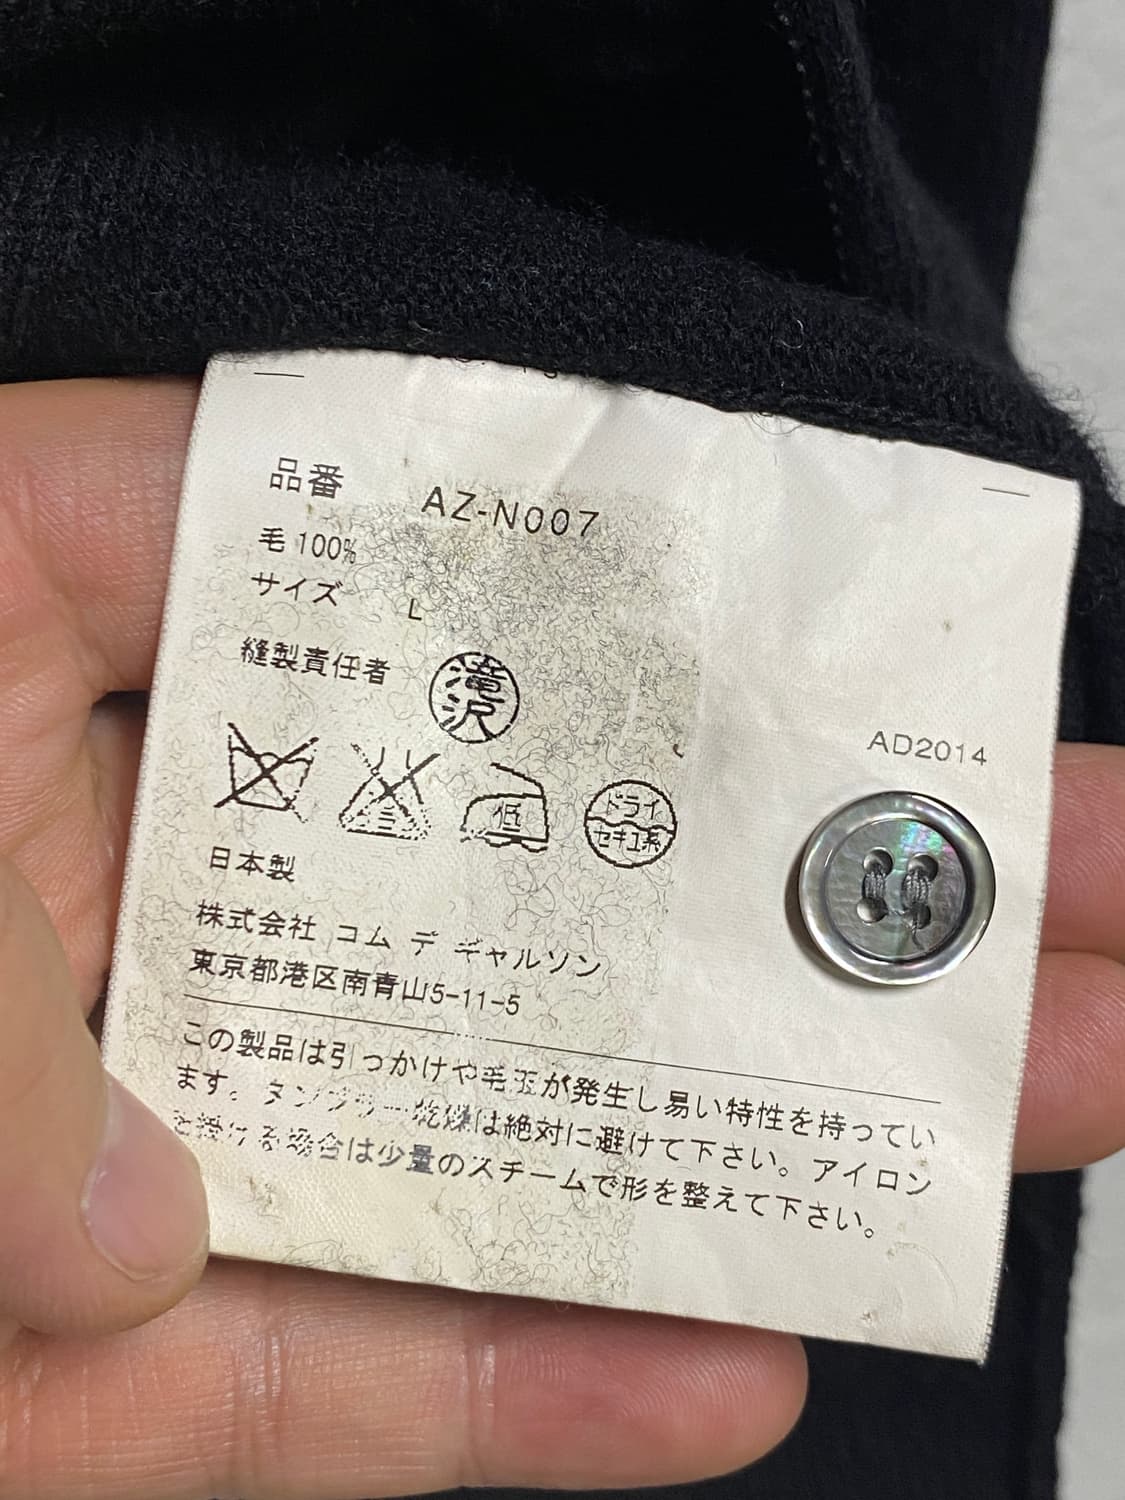 品番 AZ-N007
毛 100%
サイズ L
縫製責任者 滝沢
AD2014
低
ドライ
セキユ系
日本製
株式会社 コム デ ギャルソン
東京都港区南青山5-11-5
この製品は引っかけや毛玉が発生し易い特性を持ってい
ます。タンブラー乾燥は絶対に避けて下さい。アイロン
を掛ける場合は少量のスチームで形を整えて下さい。